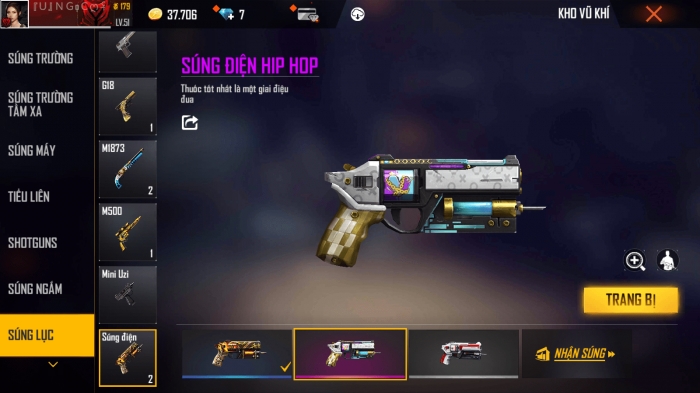 179
LV.51
37.706
7
KHO VŨ KHÍ
SÚNG TRƯỜNG
SÚNG TRƯỜNG
TẦM XA
SÚNG MÁY
TIỂU LIÊN
SHOTGUNS
SÚNG NGẮM
SÚNG LỤC
G18
1
M1873
2
M500
1
Mini Uzi
Súng điện
2
SÚNG ĐIỆN HIP HOP
Thuốc tốt nhất là một giai điệu
đua
TRANG BỊ
NHẬN SÚNG